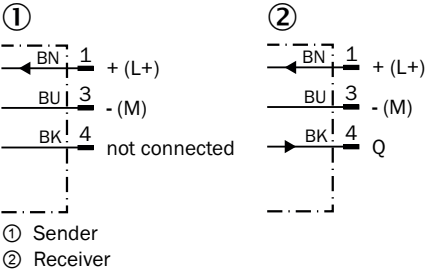 ① ②
BN 1 + (L+) BN 1 + (L+)
BU 3 - (M) BU 3 - (M)
BK 4 not connected BK 4 Q
① Sender
② Receiver